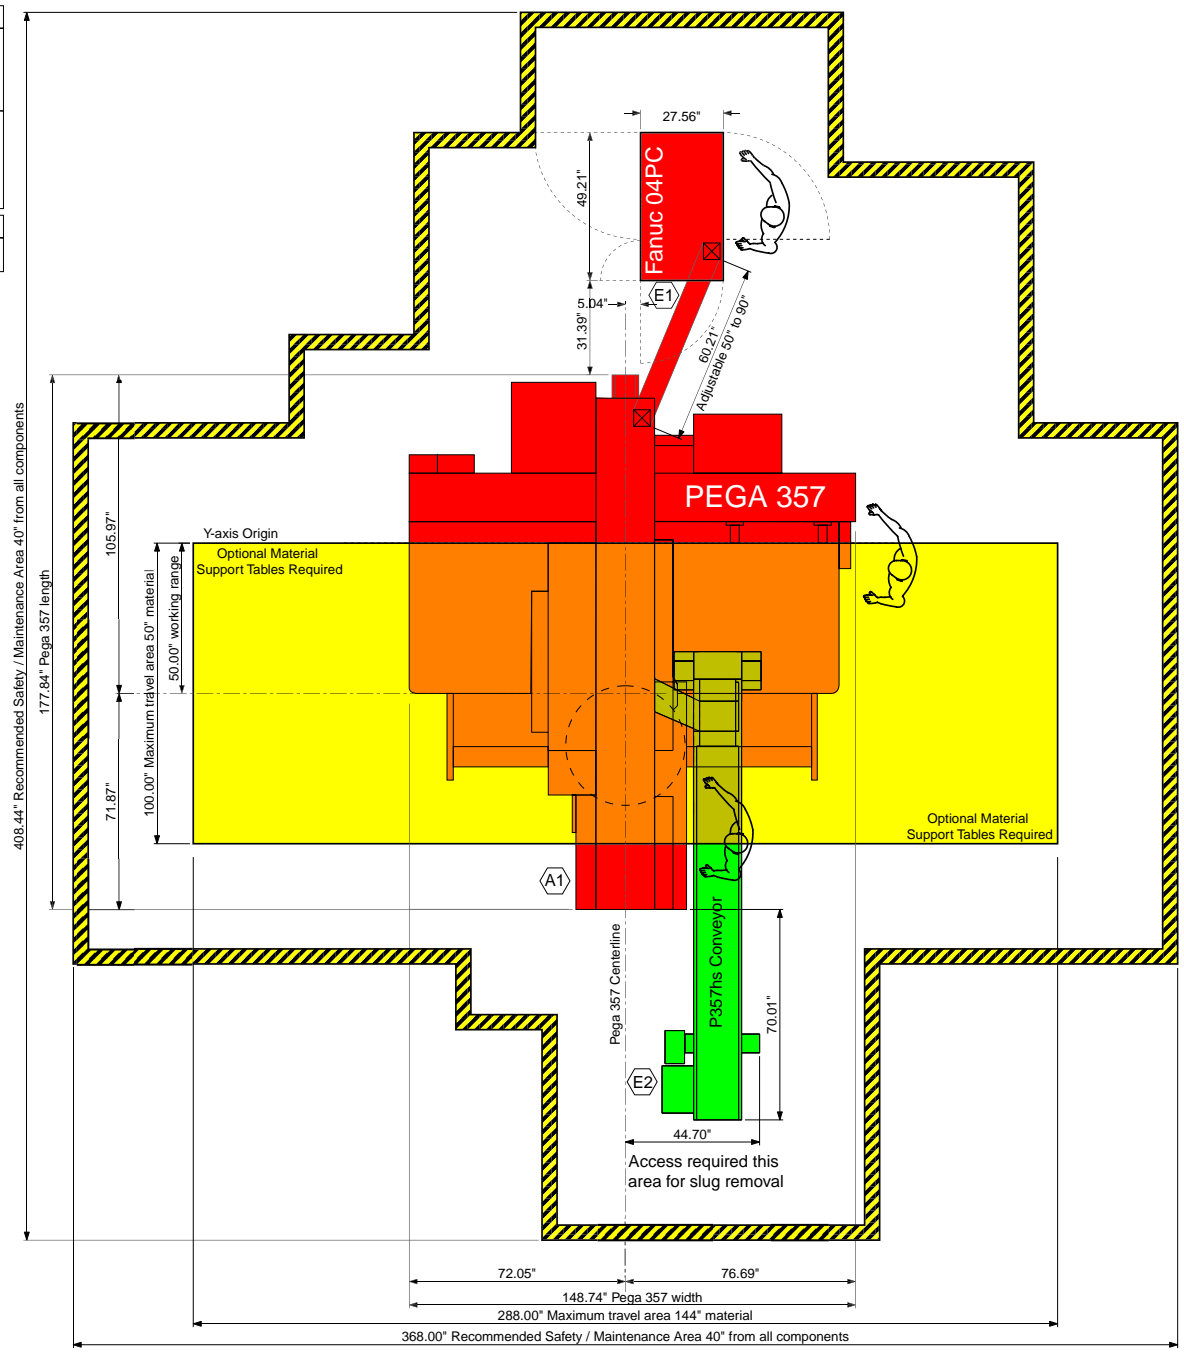 27.56"
Fanuc 04PC
49.21"
5.04"
E1
31.39"
60.21"
Adjustable 50" to 90"
PEGA 357
Y-axis Origin
Optional Material
Support Tables Required
408.44" Recommended Safety / Maintenance Area 40" from all components
177.84" Pega 357 length
105.97"
71.87"
100.00" Maximum travel area 50" material
50.00" working range
Optional Material
Support Tables Required
A1
Pega 357 Centerline
P357hs Conveyor
70.01"
E2
44.70"
Access required this
area for slug removal
72.05"
76.69"
148.74" Pega 357 width
288.00" Maximum travel area 144" material
368.00" Recommended Safety / Maintenance Area 40" from all components